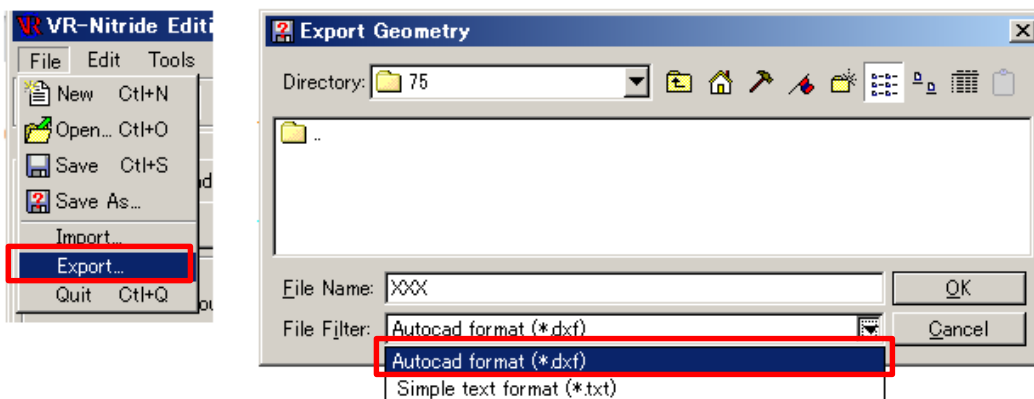 VR-Nitride Editi
File Edit Tools
New Ctl+N
Open... Ctl+O
Save Ctl+S
Save As...
Import...
Export...
Quit Ctl+Q
Export Geometry
Directory: 75
..
File Name: XXX
OK
File Filter: Autocad format (*.dxf)
Cancel
Autocad format (*.dxf)
Simple text format (*.txt)